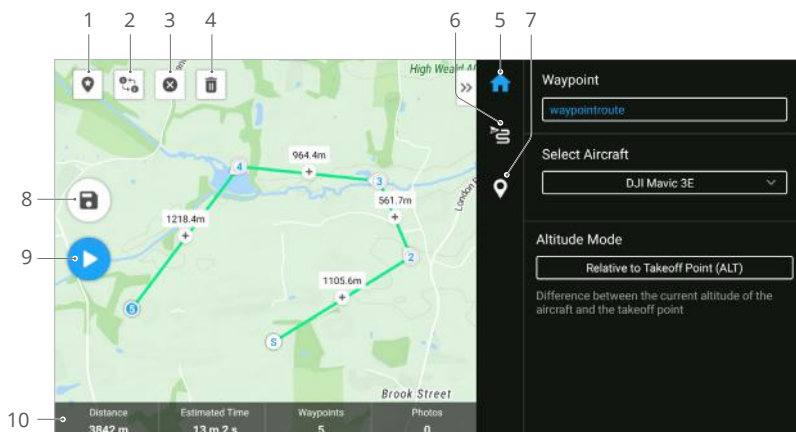 1 2 3 4 6 5 7
High Weald A
Waypoint
waypointroute
Select Aircraft
DJI Mavic 3E
Altitude Mode
Relative to Takeoff Point (ALT)
Difference between the current altitude of the
aircraft and the takeoff point
4
964.4m
3
London
561.7m
8
1218.4m
2
9
1105.6m
5
S
Brook Street
10
Distance Estimated Time Waypoints Photos
3842 m 13 m 2 s 5 0